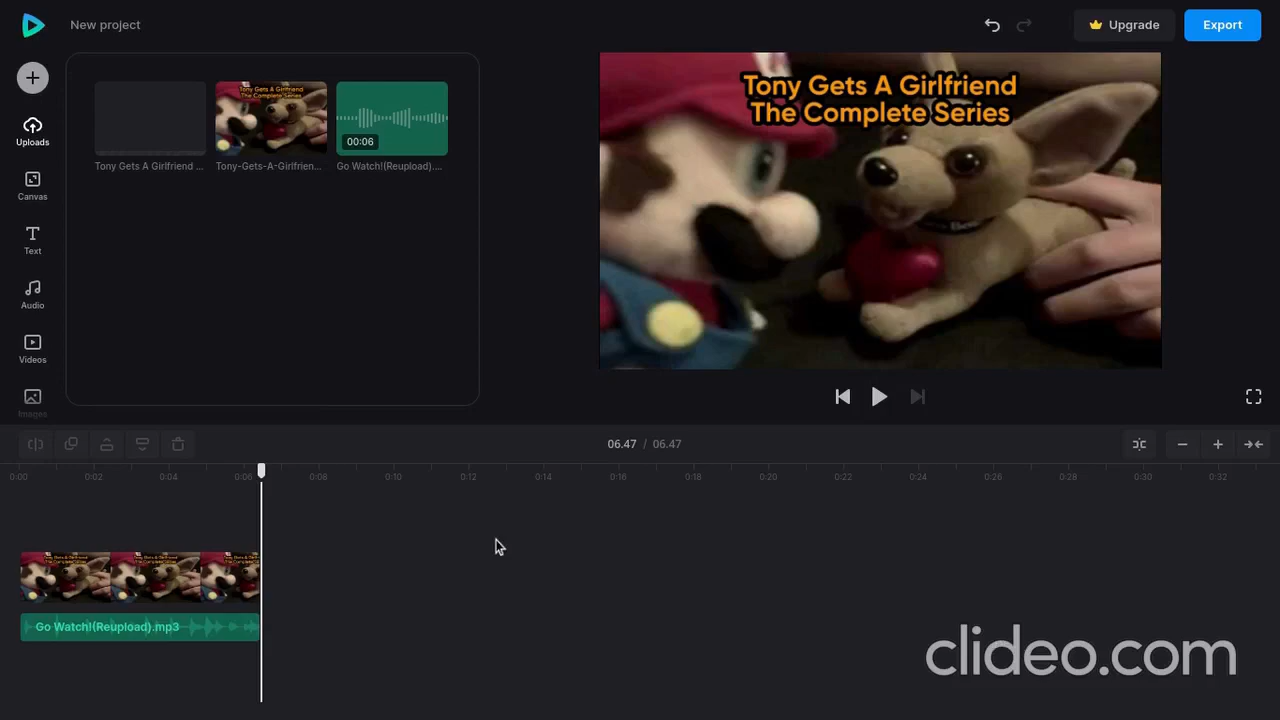 New project
Upgrade
Export
Uploads
Canvas
Text
Audio
Videos
Images
00:06
Tony Gets A Girlfriend ...
Tony-Gets-A-Girlfrien...
Go Watch!(Reupload)....
Tony Gets A Girlfriend
The Complete Series
06.47 / 06.47
0:00 0:02 0:04 0:06 0:08 0:10 0:12 0:14 0:16 0:18 0:20 0:22 0:24 0:26 0:28 0:30 0:32
Go Watch!(Reupload).mp3
clideo.com